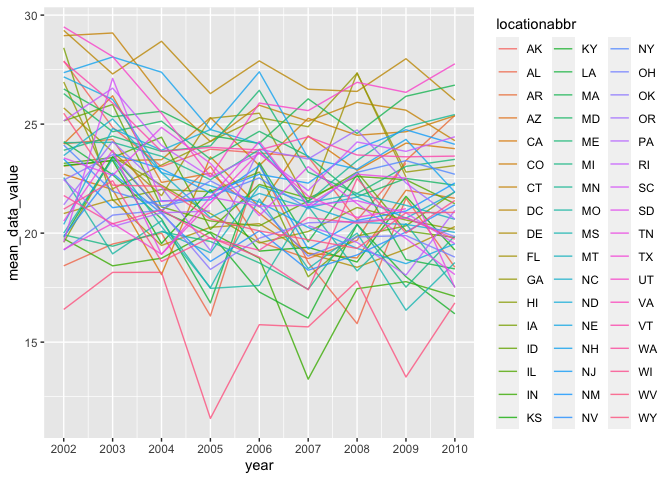 30
25
20
15
mean_data_value
2002 2003 2004 2005 2006 2007 2008 2009 2010
year
locationabbr
AK KY NY
AL LA OH
AR MA OK
AZ MD OR
CA ME PA
CO MI RI
CT MN SC
DC MO SD
DE MS TN
FL MT TX
GA NC UT
HI ND VA
IA NE VT
ID NH WA
IL NJ WI
IN NM WV
KS NV WY